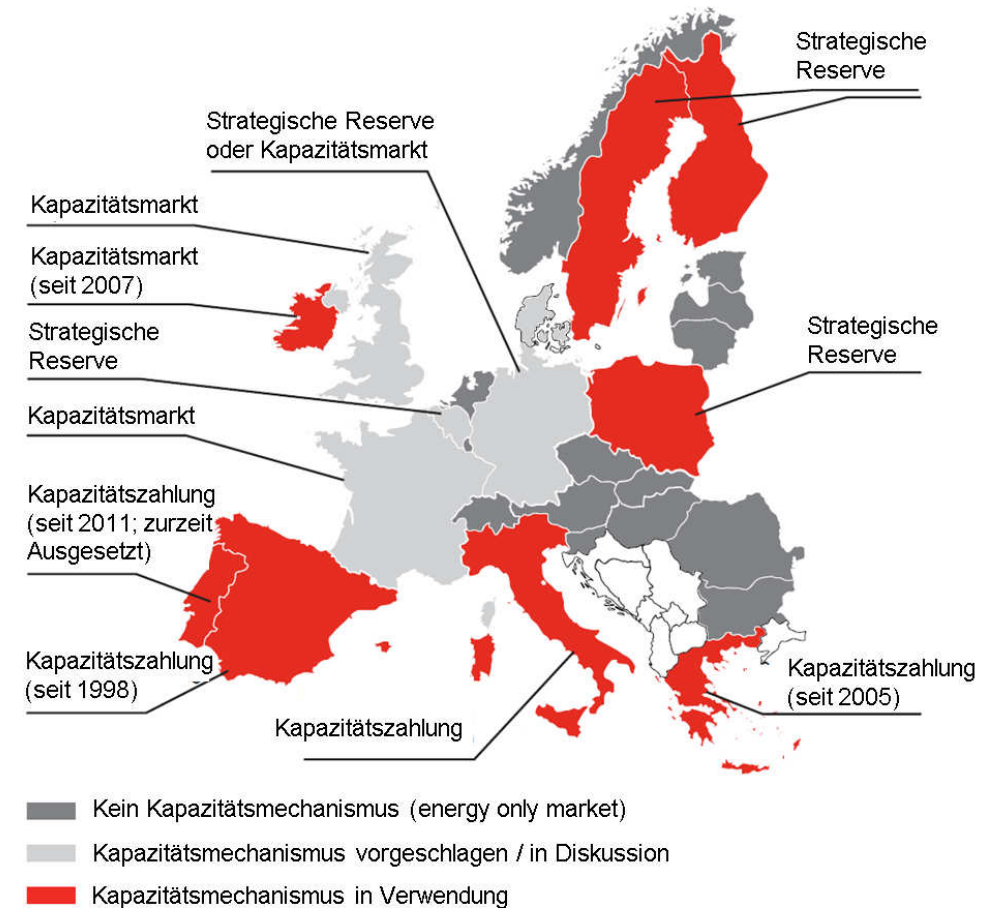 Strategische
Reserve
Strategische Reserve
oder Kapazitätsmarkt
Kapazitätsmarkt
Kapazitätsmarkt
(seit 2007)
Strategische
Reserve
Strategische
Reserve
Kapazitätsmarkt
Kapazitätszahlung
(seit 2011; zurzeit
Ausgesetzt)
Kapazitätszahlung
(seit 1998)
Kapazitätszahlung
(seit 2005)
Kapazitätszahlung
Kein Kapazitätsmechanismus (energy only market)
Kapazitätsmechanismus vorgeschlagen / in Diskussion
Kapazitätsmechanismus in Verwendung